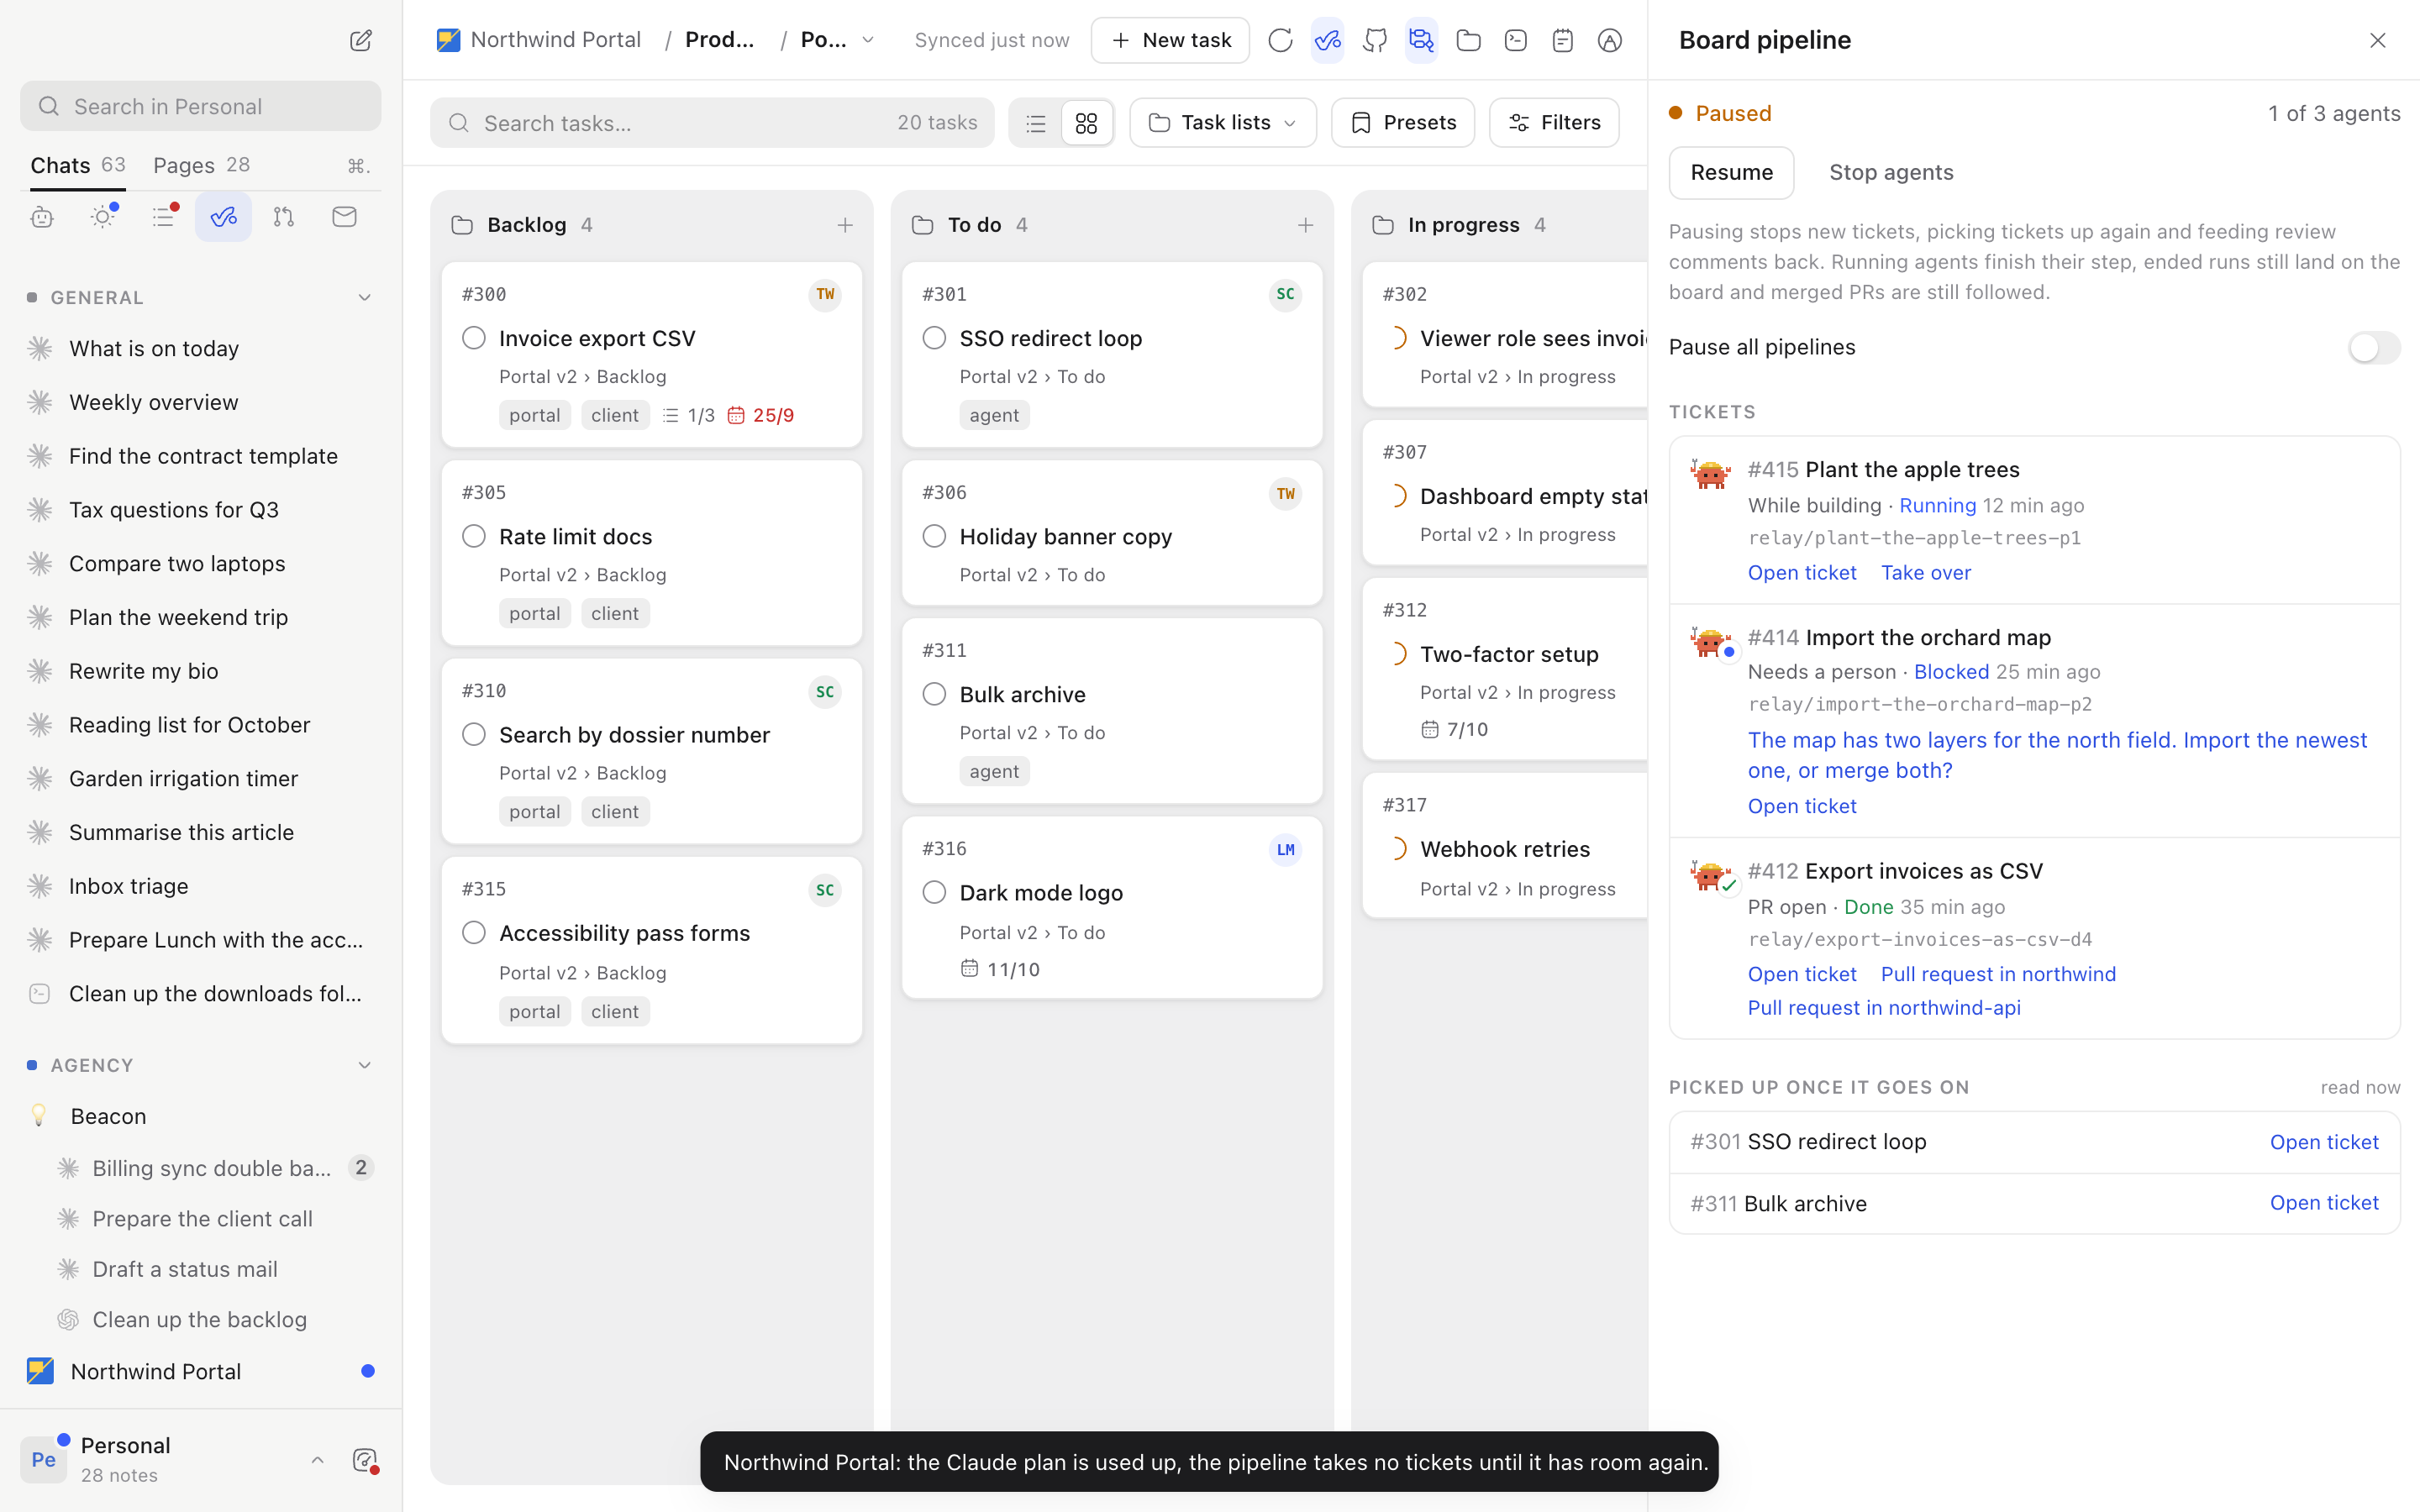 Search in Personal
Chats 63
Pages 28
⌘.
GENERAL
What is on today
Weekly overview
Find the contract template
Tax questions for Q3
Compare two laptops
Plan the weekend trip
Rewrite my bio
Reading list for October
Garden irrigation timer
Summarise this article
Inbox triage
Prepare Lunch with the acc...
Clean up the downloads fol...
AGENCY
Beacon
Billing sync double ba... 2
Prepare the client call
Draft a status mail
Clean up the backlog
Northwind Portal
Pe
Personal
28 notes
Northwind Portal / Prod... / Po...
Synced just now
New task
Search tasks...
20 tasks
Task lists
Presets
Filters
Backlog 4
#300
TW
Invoice export CSV
Portal v2 › Backlog
portal client 1/3 25/9
#305
Rate limit docs
Portal v2 › Backlog
portal client
#310
SC
Search by dossier number
Portal v2 › Backlog
portal client
#315
SC
Accessibility pass forms
Portal v2 › Backlog
portal client
To do 4
#301
SC
SSO redirect loop
Portal v2 › To do
agent
#306
TW
Holiday banner copy
Portal v2 › To do
#311
Bulk archive
Portal v2 › To do
agent
#316
LM
Dark mode logo
Portal v2 › To do
11/10
In progress 4
#302
Viewer role sees invoi
Portal v2 › In progress
#307
Dashboard empty stat
Portal v2 › In progress
#312
Two-factor setup
Portal v2 › In progress
7/10
#317
Webhook retries
Portal v2 › In progress
Northwind Portal: the Claude plan is used up, the pipeline takes no tickets until it has room again.
Board pipeline
Paused
1 of 3 agents
Resume
Stop agents
Pausing stops new tickets, picking tickets up again and feeding review
comments back. Running agents finish their step, ended runs still land on the
board and merged PRs are still followed.
Pause all pipelines
TICKETS
#415 Plant the apple trees
While building · Running 12 min ago
relay/plant-the-apple-trees-p1
Open ticket Take over
#414 Import the orchard map
Needs a person · Blocked 25 min ago
relay/import-the-orchard-map-p2
The map has two layers for the north field. Import the newest
one, or merge both?
Open ticket
#412 Export invoices as CSV
PR open · Done 35 min ago
relay/export-invoices-as-csv-d4
Open ticket Pull request in northwind
Pull request in northwind-api
PICKED UP ONCE IT GOES ON
read now
#301 SSO redirect loop
Open ticket
#311 Bulk archive
Open ticket